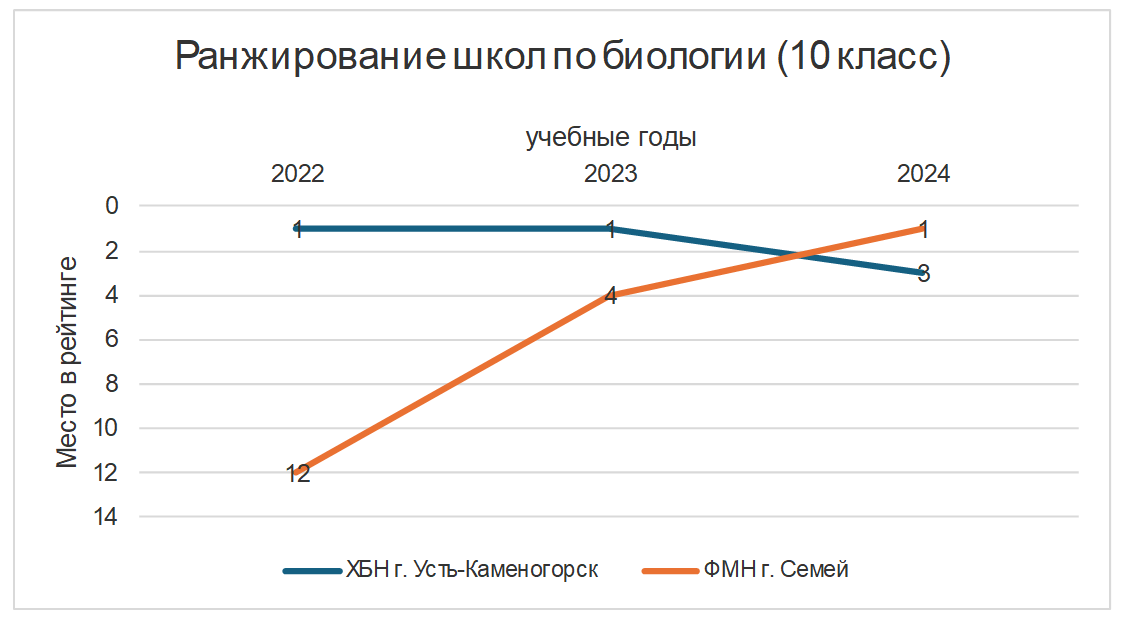 Ранжирование школ по биологии (10 класс)
учебные годы
2022 2023 2024
0
2
4
6
8
10
12
14
Место в рейтинге
1 1 1
3
4
12
ХБН г. Усть-Каменогорск ФМН г. Семей